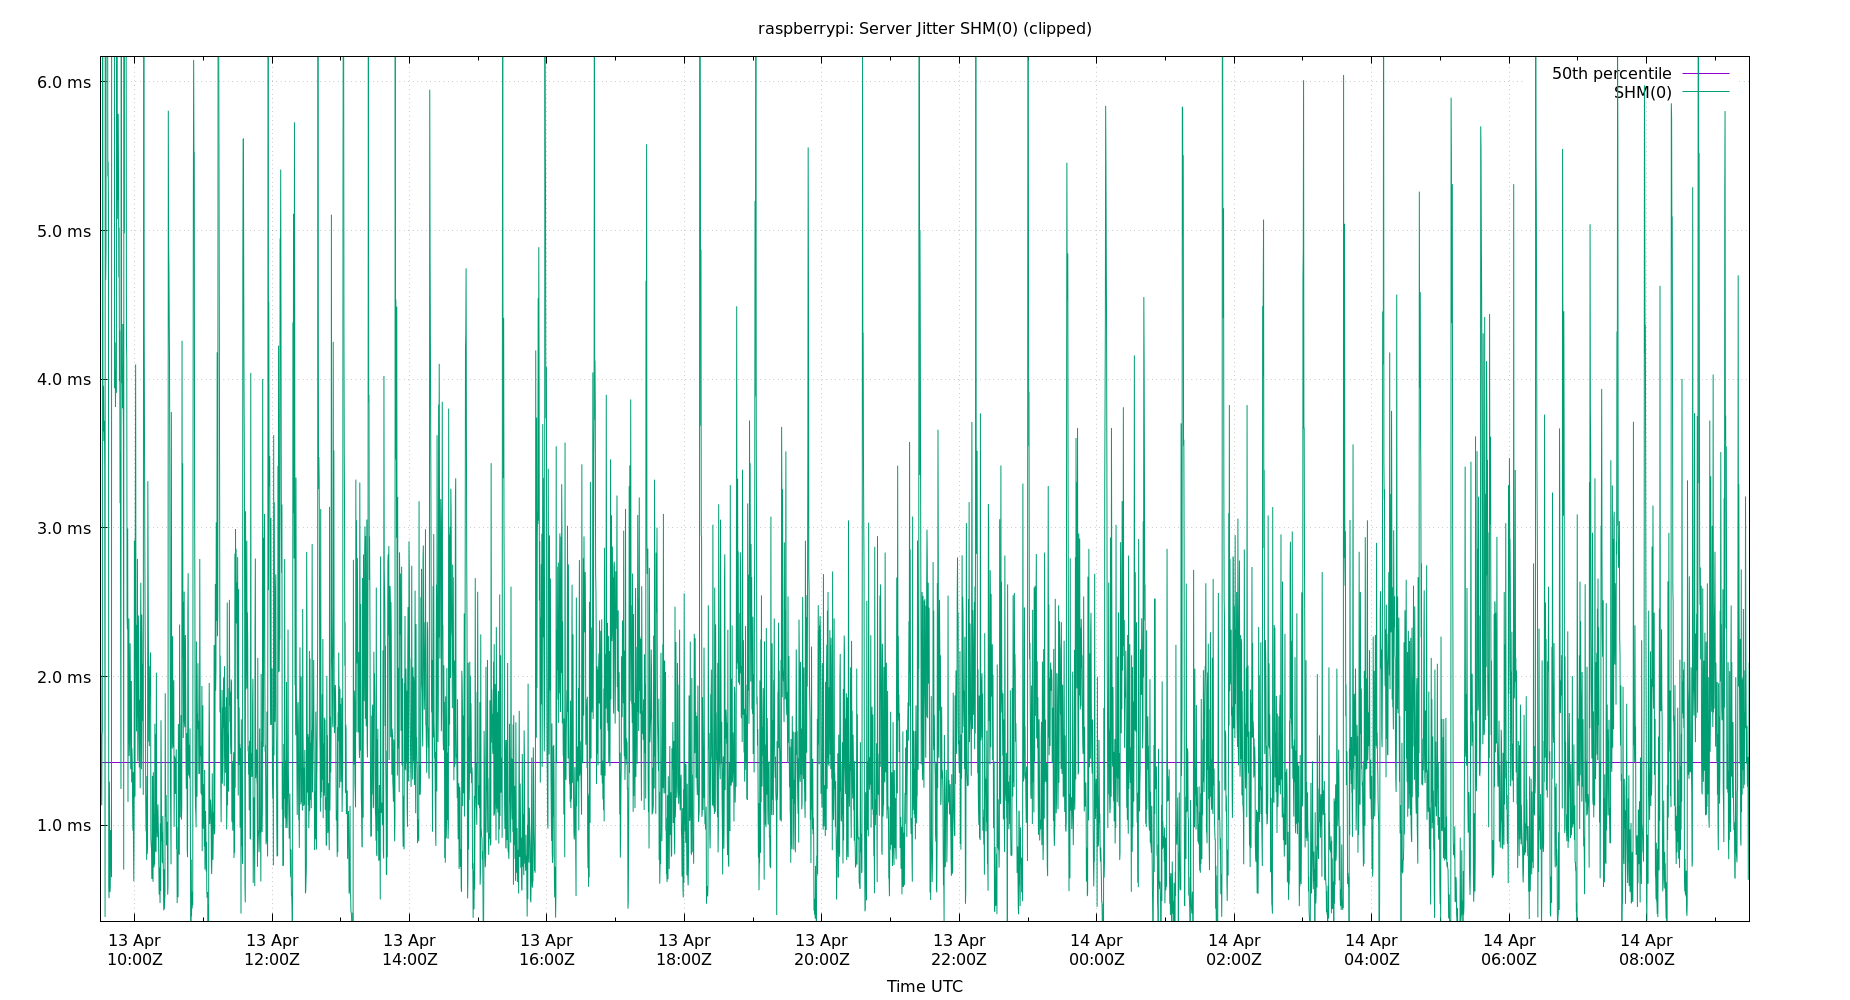 raspberrypi: Server Jitter SHM(0) (clipped)
6.0 ms
5.0 ms
4.0 ms
3.0 ms
2.0 ms
1.0 ms
50th percentile
SHM(0)
13 Apr 13 Apr 13 Apr 13 Apr 13 Apr 13 Apr 13 Apr 14 Apr 14 Apr 14 Apr 14 Apr 14 Apr
10:00Z 12:00Z 14:00Z 16:00Z 18:00Z 20:00Z 22:00Z 00:00Z 02:00Z 04:00Z 06:00Z 08:00Z
Time UTC